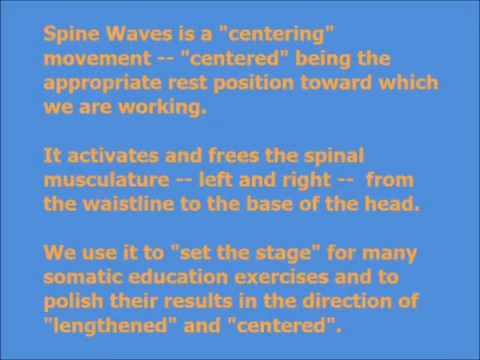 Spine Waves is a "centering"
movement -- "centered" being the
appropriate rest position toward which
we are working.
It activates and frees the spinal
musculature -- left and right --  from
the waistline to the base of the head.
We use it to "set the stage" for many
somatic education exercises and to
polish their results in the direction of
"lengthened" and "centered".